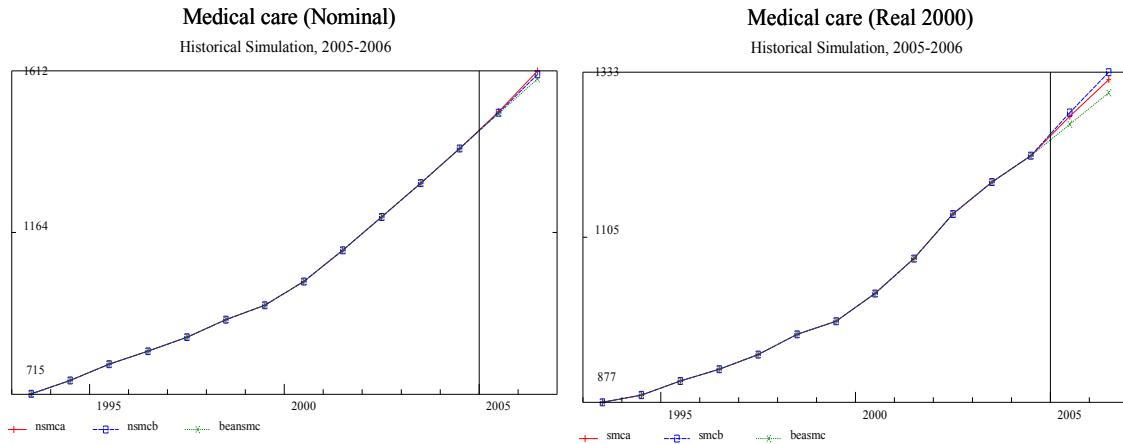 Medical care (Nominal)
Historical Simulation, 2005-2006
1612
1164
715
1995 2000 2005
nsmca nsmcb beansmc
Medical care (Real 2000)
Historical Simulation, 2005-2006
1333
1105
877
1995 2000 2005
smca smcb beasmc